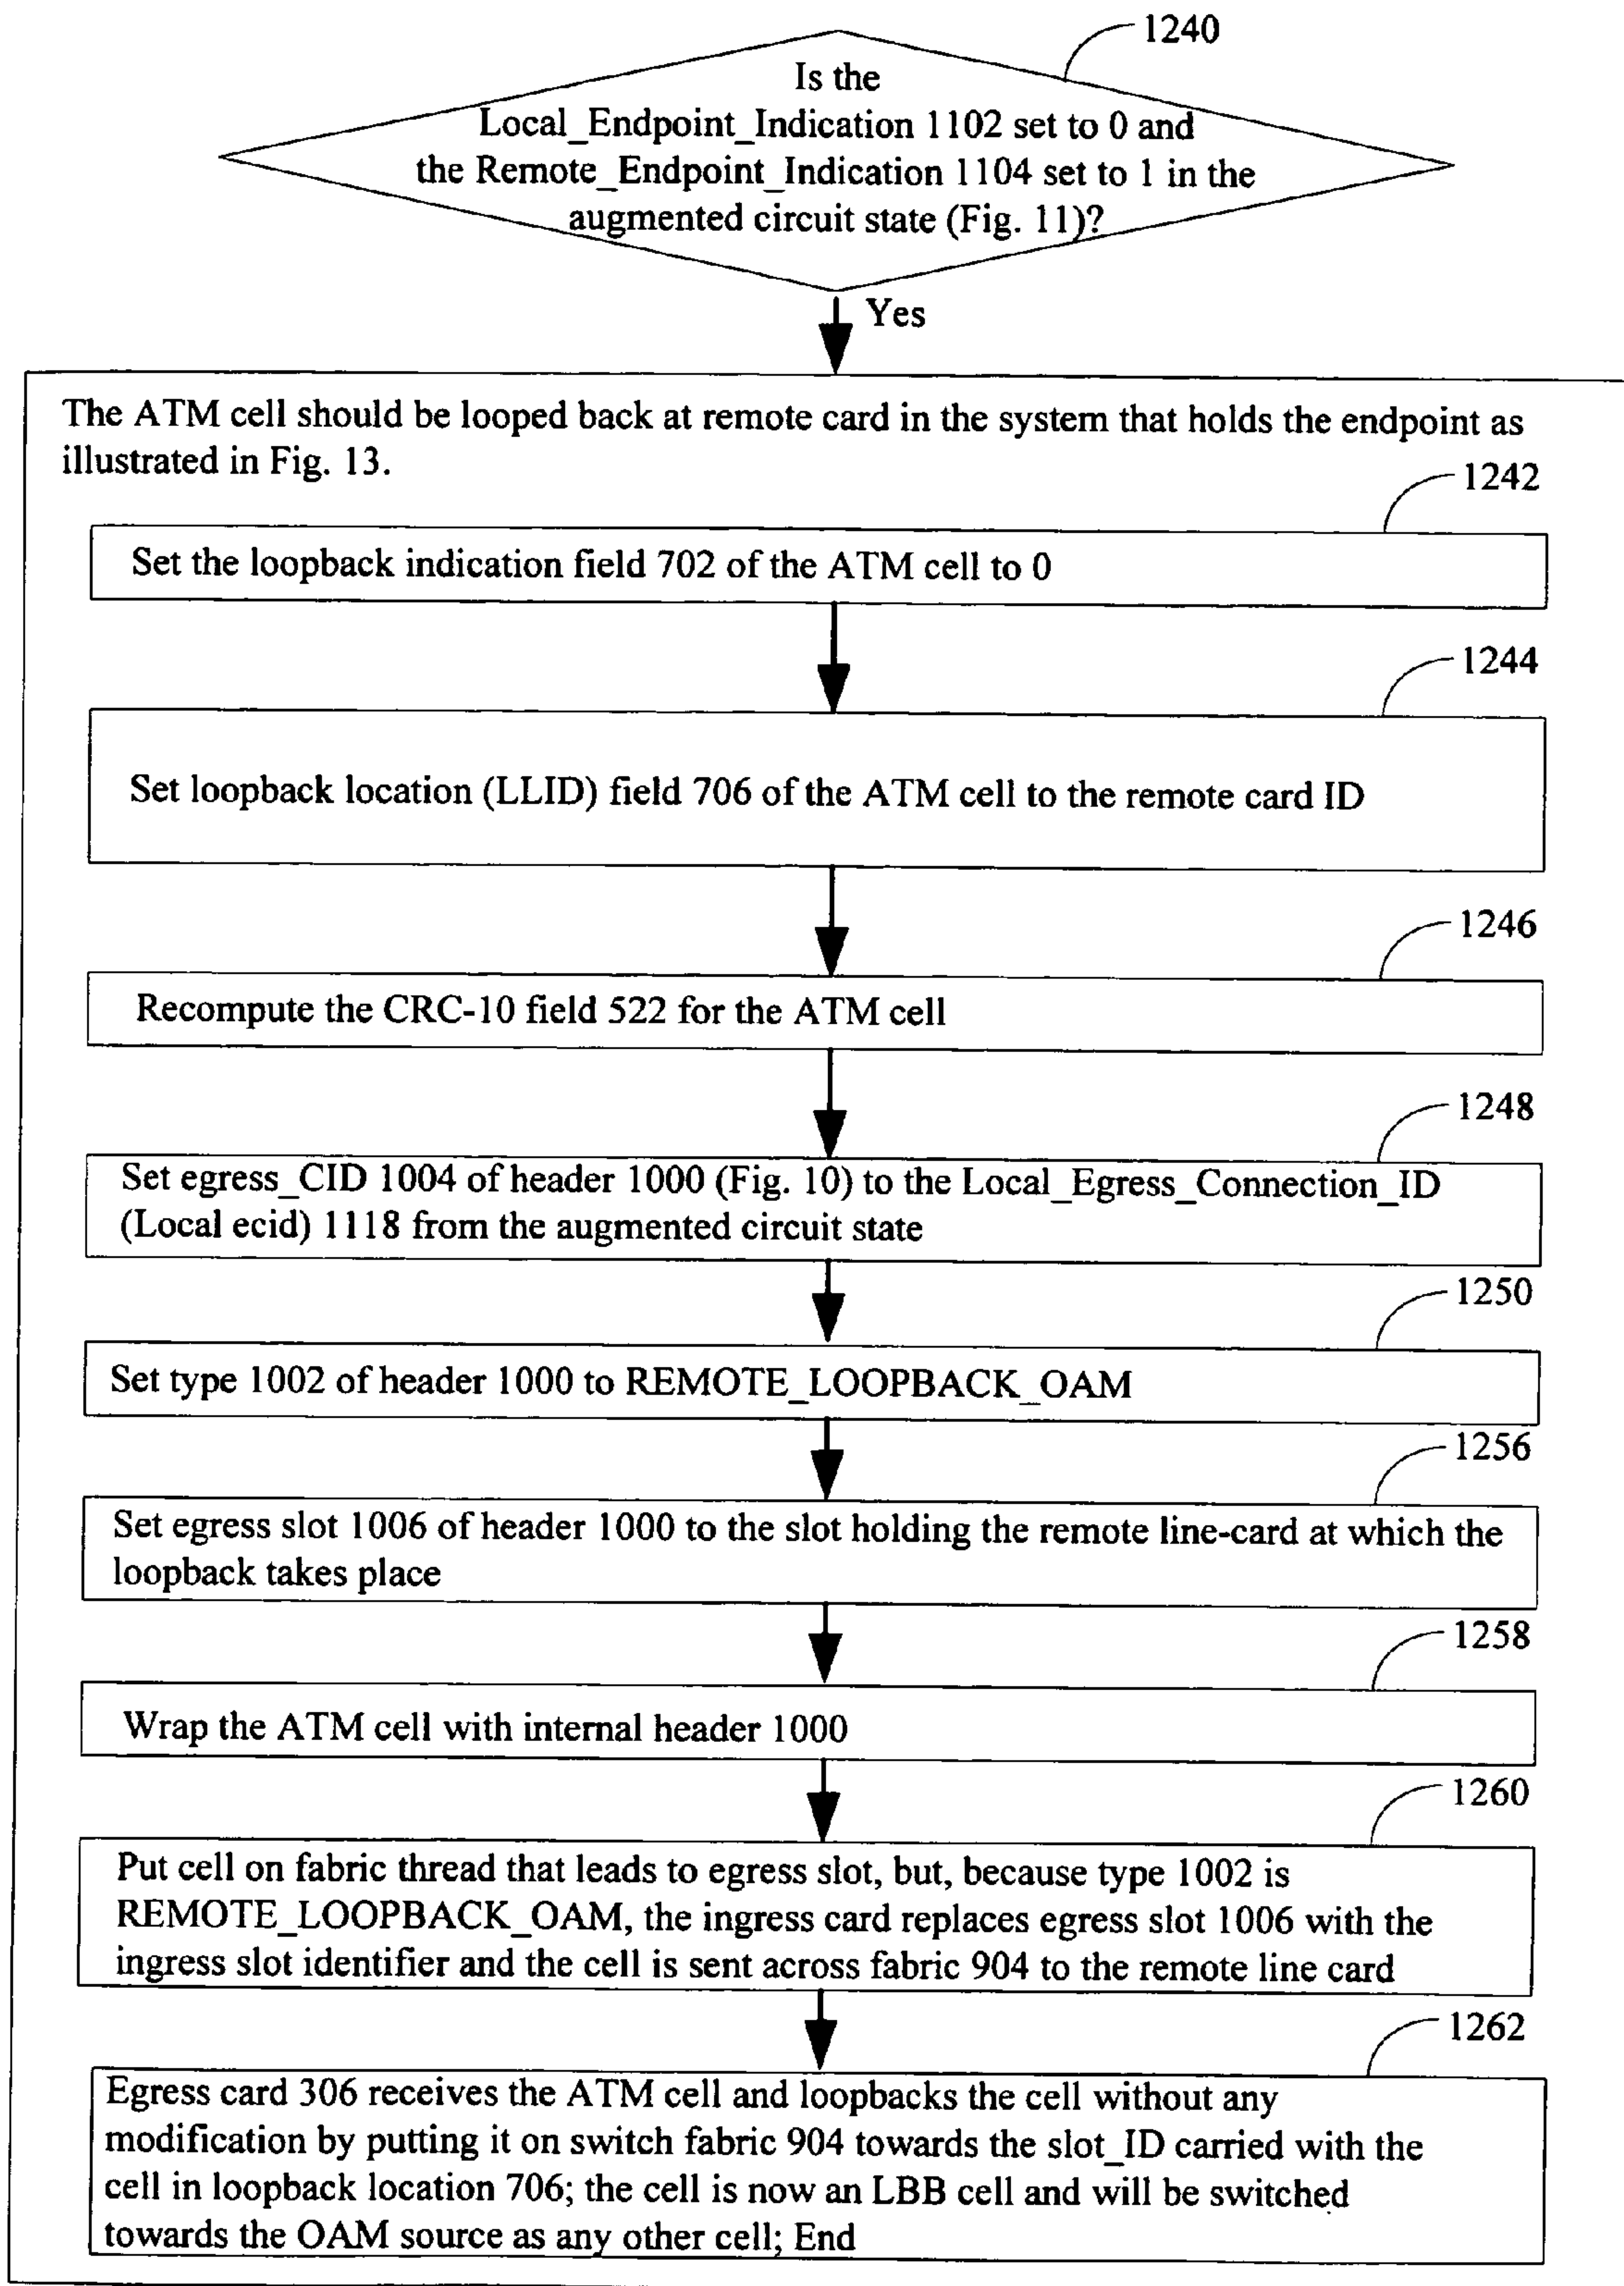 1240
Is the
Local_Endpoint_Indication 1102 set to 0 and
the Remote_Endpoint_Indication 1104 set to 1 in the
augmented circuit state (Fig. 11)?
Yes
The ATM cell should be looped back at remote card in the system that holds the endpoint as
illustrated in Fig. 13.
1242
Set the loopback indication field 702 of the ATM cell to 0
1244
Set loopback location (LLID) field 706 of the ATM cell to the remote card ID
1246
Recompute the CRC-10 field 522 for the ATM cell
1248
Set egress_CID 1004 of header 1000 (Fig. 10) to the Local_Egress_Connection_ID
(Local ecid) 1118 from the augmented circuit state
1250
Set type 1002 of header 1000 to REMOTE_LOOPBACK_OAM
1256
Set egress slot 1006 of header 1000 to the slot holding the remote line-card at which the
loopback takes place
1258
Wrap the ATM cell with internal header 1000
1260
Put cell on fabric thread that leads to egress slot, but, because type 1002 is
REMOTE_LOOPBACK_OAM, the ingress card replaces egress slot 1006 with the
ingress slot identifier and the cell is sent across fabric 904 to the remote line card
1262
Egress card 306 receives the ATM cell and loopbacks the cell without any
modification by putting it on switch fabric 904 towards the slot_ID carried with the
cell in loopback location 706; the cell is now an LBB cell and will be switched
towards the OAM source as any other cell; End